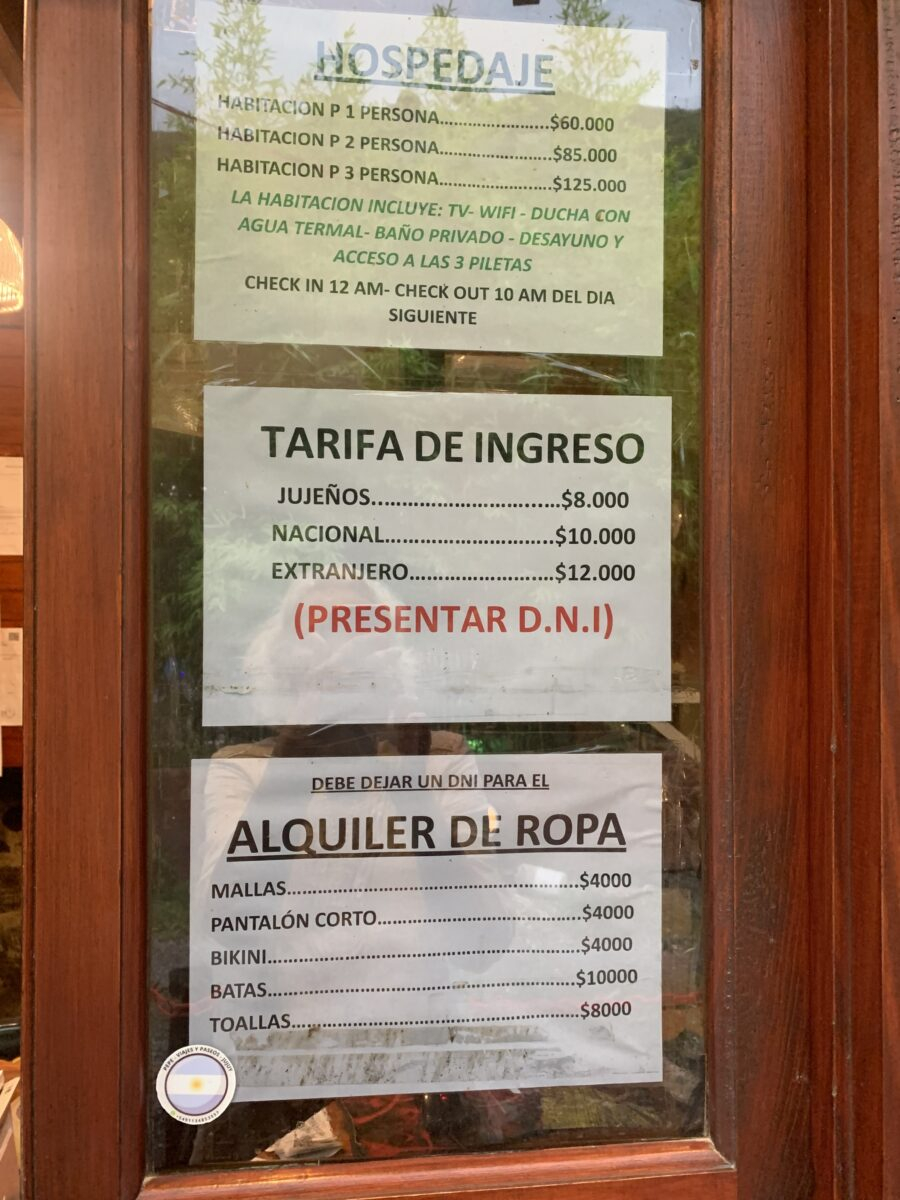 HOSPEDAJE
HABITACION P 1 PERSONA........................$60.000
HABITACION P 2 PERSONA........................$85.000
HABITACION P 3 PERSONA........................$125.000
LA HABITACION INCLUYE: TV- WIFI - DUCHA CON
AGUA TERMAL- BAÑO PRIVADO - DESAYUNO Y
ACCESO A LAS 3 PILETAS
CHECK IN 12 AM- CHECK OUT 10 AM DEL DIA
SIGUIENTE
TARIFA DE INGRESO
JUJEÑOS..............................$8.000
NACIONAL...........................$10.000
EXTRANJERO.......................$12.000
(PRESENTAR D.N.I)
DEBE DEJAR UN DNI PARA EL
ALQUILER DE ROPA
MALLAS................................................$4000
PANTALÓN CORTO.................................$4000
BIKINI...................................................$4000
BATAS..................................................$10000
TOALLAS...............................................$8000
PEPE - VIAJES Y PASEOS - JUJUY